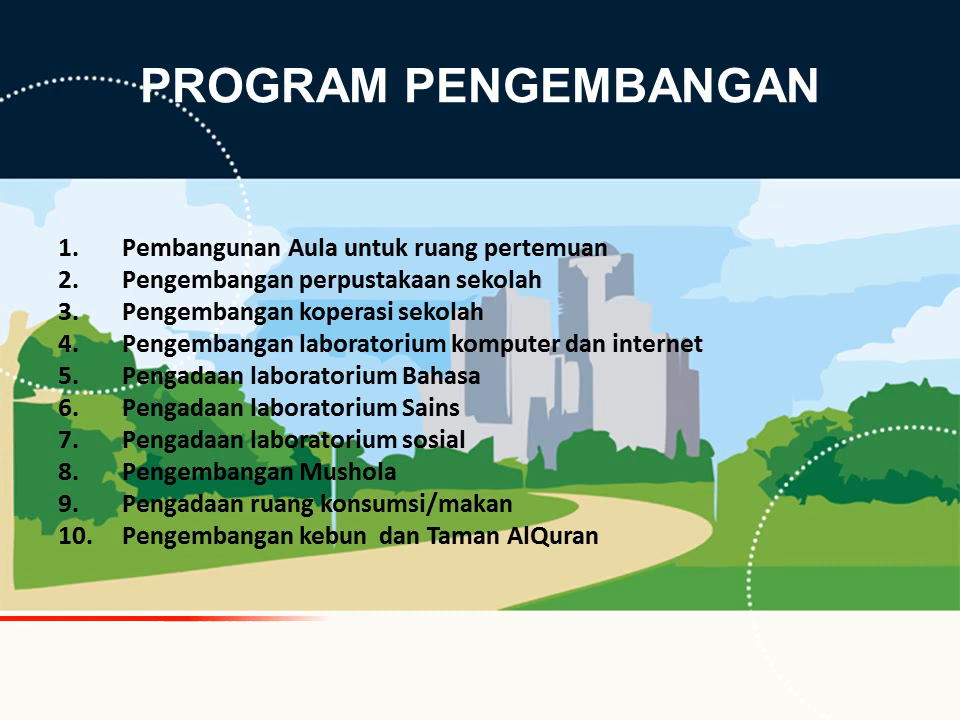 PROGRAM PENGEMBANGAN
1. Pembangunan Aula untuk ruang pertemuan
2. Pengembangan perpustakaan sekolah
3. Pengembangan koperasi sekolah
4. Pengembangan laboratorium komputer dan internet
5. Pengadaan laboratorium Bahasa
6. Pengadaan laboratorium Sains
7. Pengadaan laboratorium sosial
8. Pengembangan Mushola
9. Pengadaan ruang konsumsi/makan
10. Pengembangan kebun  dan Taman AlQuran